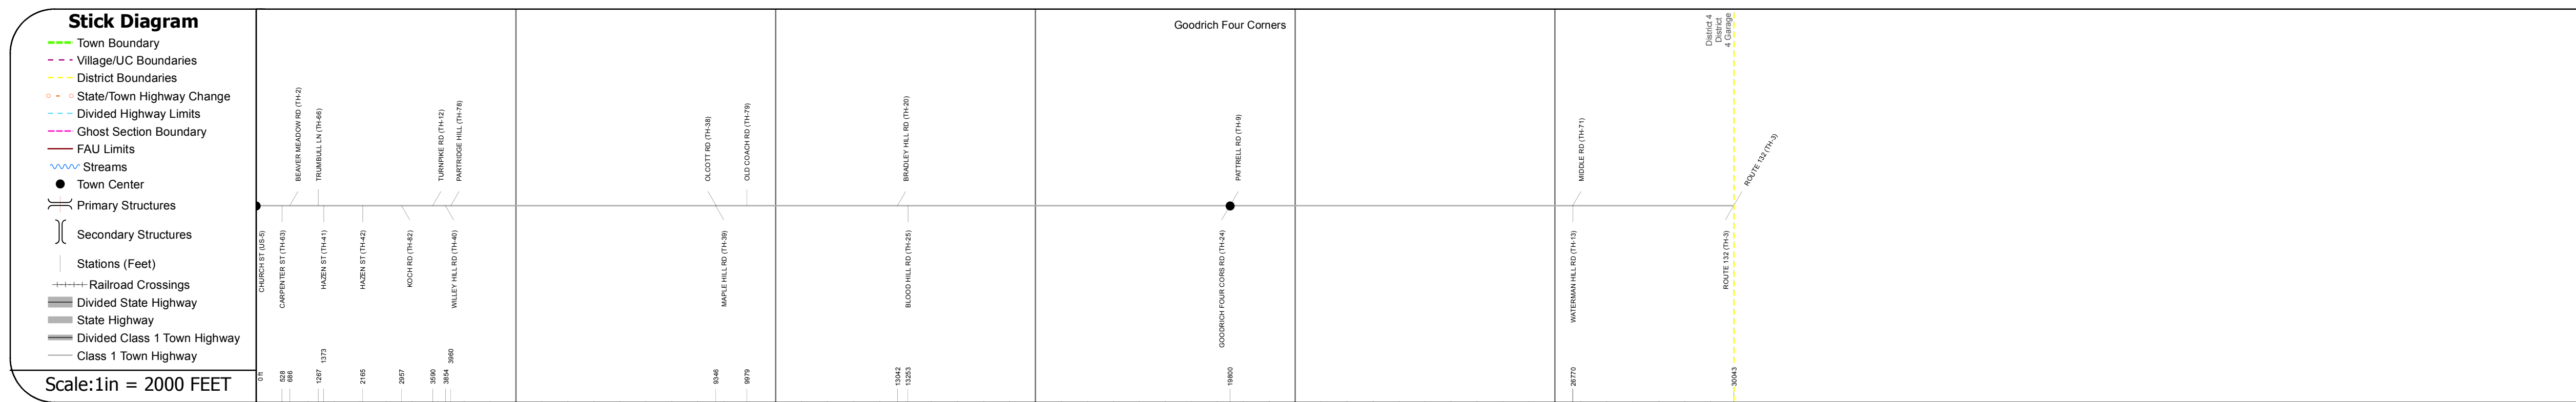 Stick Diagram
Town Boundary
Village/UC Boundaries
District Boundaries
State/Town Highway Change
Divided Highway Limits
Ghost Section Boundary
FAU Limits
Streams
Town Center
Primary Structures
Secondary Structures
Stations (Feet)
Railroad Crossings
Divided State Highway
State Highway
Divided Class 1 Town Highway
Class 1 Town Highway
Scale:1in = 2000 FEET
Goodrich Four Corners
District 4
District
4 Garage
BEAVER MEADOW RD (TH-2)
TRUMBULL LN (TH-66)
TURNPIKE RD (TH-12)
PARTRIDGE HILL (TH-78)
OLCOTT RD (TH-38)
OLD COACH RD (TH-79)
BRADLEY HILL RD (TH-20)
PATTRELL RD (TH-9)
MIDDLE RD (TH-71)
ROUTE 132 (TH-3)
CHURCH ST (US-5)
CARPENTER ST (TH-63)
HAZEN ST (TH-41)
HAZEN ST (TH-42)
KOCH RD (TH-82)
WILLEY HILL RD (TH-40)
MAPLE HILL RD (TH-39)
BLOOD HILL RD (TH-25)
GOODRICH FOUR CORS RD (TH-24)
WATERMAN HILL RD (TH-13)
ROUTE 132 (TH-3)
0 ft
528
686
1267
1373
2165
2957
3590
3854
3960
9346
9979
13042
13253
19800
26770
30043